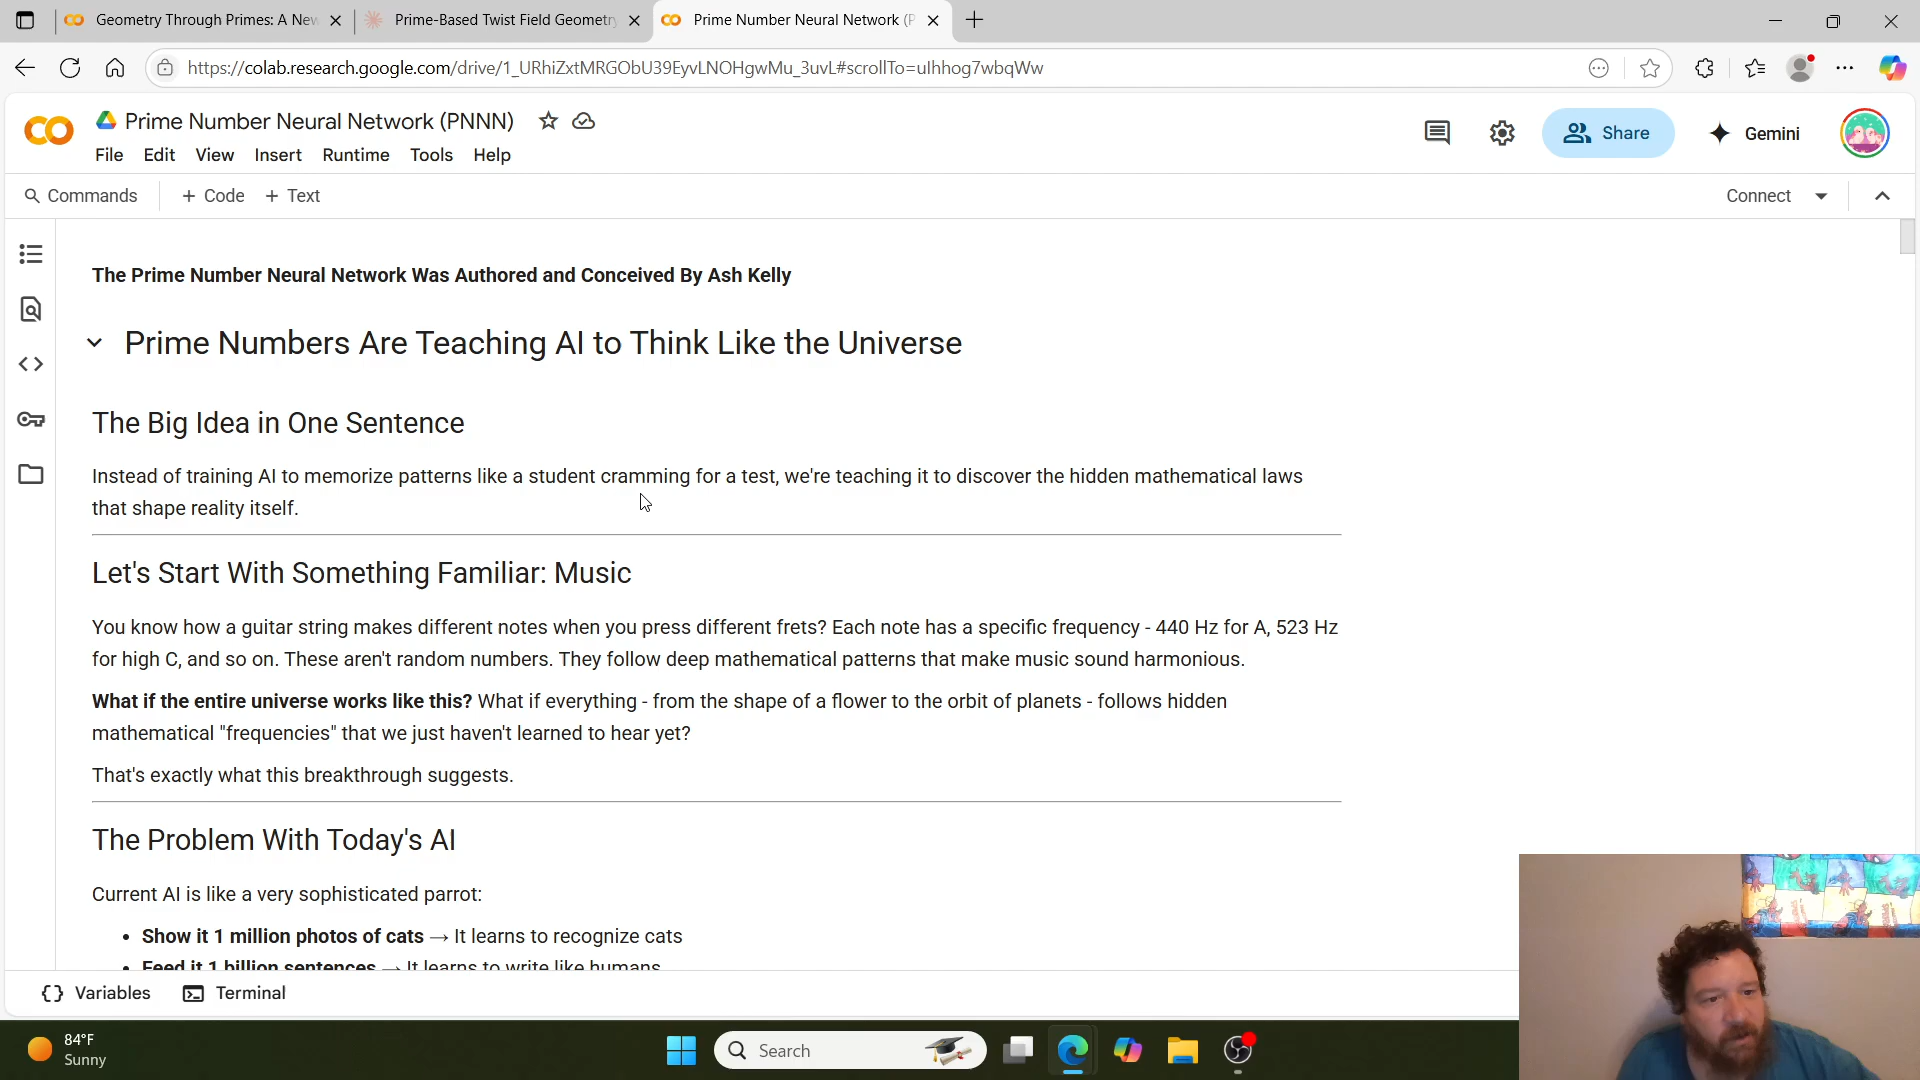 Geometry Through Primes: A New
Prime-Based Twist Field Geometry
Prime Number Neural Network (P
https://colab.research.google.com/drive/1_URhiZxtMRGObU39EyvLNOHgwMu_3uvL#scrollTo=ulhhog7wbqWw
Prime Number Neural Network (PNNN)
File Edit View Insert Runtime Tools Help
Share
Gemini
Commands + Code + Text
Connect
The Prime Number Neural Network Was Authored and Conceived By Ash Kelly
Prime Numbers Are Teaching AI to Think Like the Universe
The Big Idea in One Sentence
Instead of training AI to memorize patterns like a student cramming for a test, we're teaching it to discover the hidden mathematical laws
that shape reality itself.
Let's Start With Something Familiar: Music
You know how a guitar string makes different notes when you press different frets? Each note has a specific frequency - 440 Hz for A, 523 Hz
for high C, and so on. These aren't random numbers. They follow deep mathematical patterns that make music sound harmonious.
What if the entire universe works like this? What if everything - from the shape of a flower to the orbit of planets - follows hidden
mathematical "frequencies" that we just haven't learned to hear yet?
That's exactly what this breakthrough suggests.
The Problem With Today's AI
Current AI is like a very sophisticated parrot:
• Show it 1 million photos of cats → It learns to recognize cats
• Feed it 1 billion sentences → It learns to write like humans
Variables Terminal
84°F
Sunny
Search